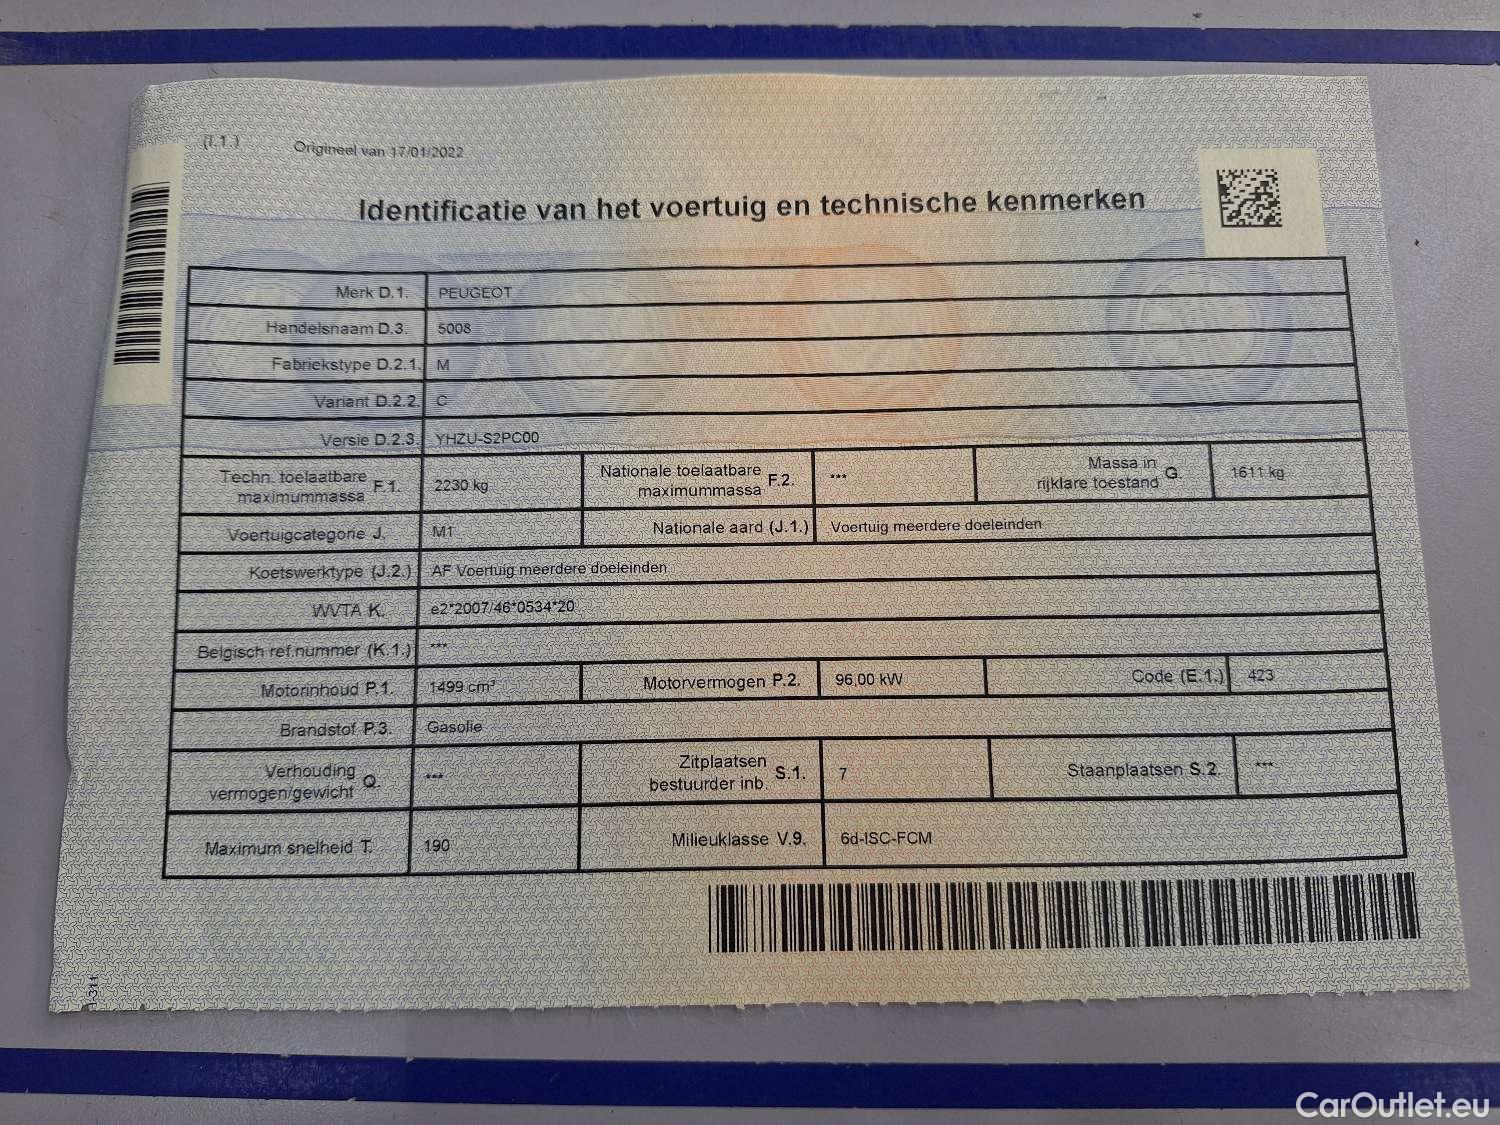 (I.1.) Origineel van 17/01/2022
Identificatie van het voertuig en technische kenmerken
Merk D.1. PEUGEOT
Handelsnaam D.3. 5008
Fabriekstype D.2.1. M
Variant D.2.2. C
Versie D.2.3. YHZU-S2PC00
Techn. toelaatbare maximummassa F.1. 2230 kg Nationale toelaatbare maximummassa F.2. *** Massa in rijklare toestand G. 1611 kg
Voertuigcategorie J. M1 Nationale aard (J.1.) Voertuig meerdere doeleinden
Koetswerktype (J.2.) AF Voertuig meerdere doeleinden
WVTA K. e2*2007/46*0534*20
Belgisch ref.nummer (K.1.) ***
Motorinhoud P.1. 1499 cm³ Motorvermogen P.2. 96,00 kW Code (E.1.) 423
Brandstof P.3. Gasolie
Verhouding vermogen/gewicht Q. *** Zitplaatsen bestuurder inb. S.1. 7 Staanplaatsen S.2. ***
Maximum snelheid T. 190 Milieuklasse V.9. 6d-ISC-FCM
I-311
CarOutlet.eu